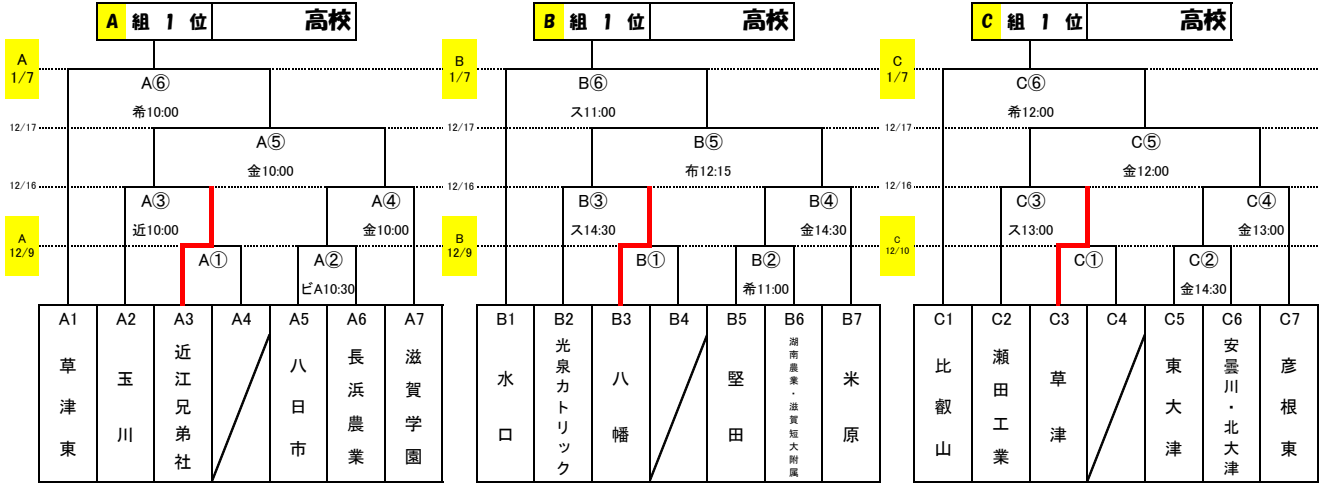 A 組 1 位 高校
B 組 1 位 高校
C 組 1 位 高校
A
1/7
A⑥
希10:00
12/17
A⑤
金10:00
12/16
A③
近10:00
A④
金10:00
A
12/9
A①
A②
ビA10:30
A1 A2 A3 A4 A5 A6 A7
草津東
玉川
近江兄弟社
八日市
長浜農業
滋賀学園
B
1/7
B⑥
ス11:00
12/17
B⑤
布12:15
12/16
B③
ス14:30
B④
金14:30
B
12/9
B①
B②
希11:00
B1 B2 B3 B4 B5 B6 B7
水口
光泉カトリック
八幡
堅田
湖南農業・滋賀短大附属
米原
C
1/7
C⑥
希12:00
12/17
C⑤
金12:00
12/16
C③
ス13:00
C④
金13:00
C
12/10
C①
C②
金14:30
C1 C2 C3 C4 C5 C6 C7
比叡山
瀬田工業
草津
東大津
安曇川・北大津
彦根東